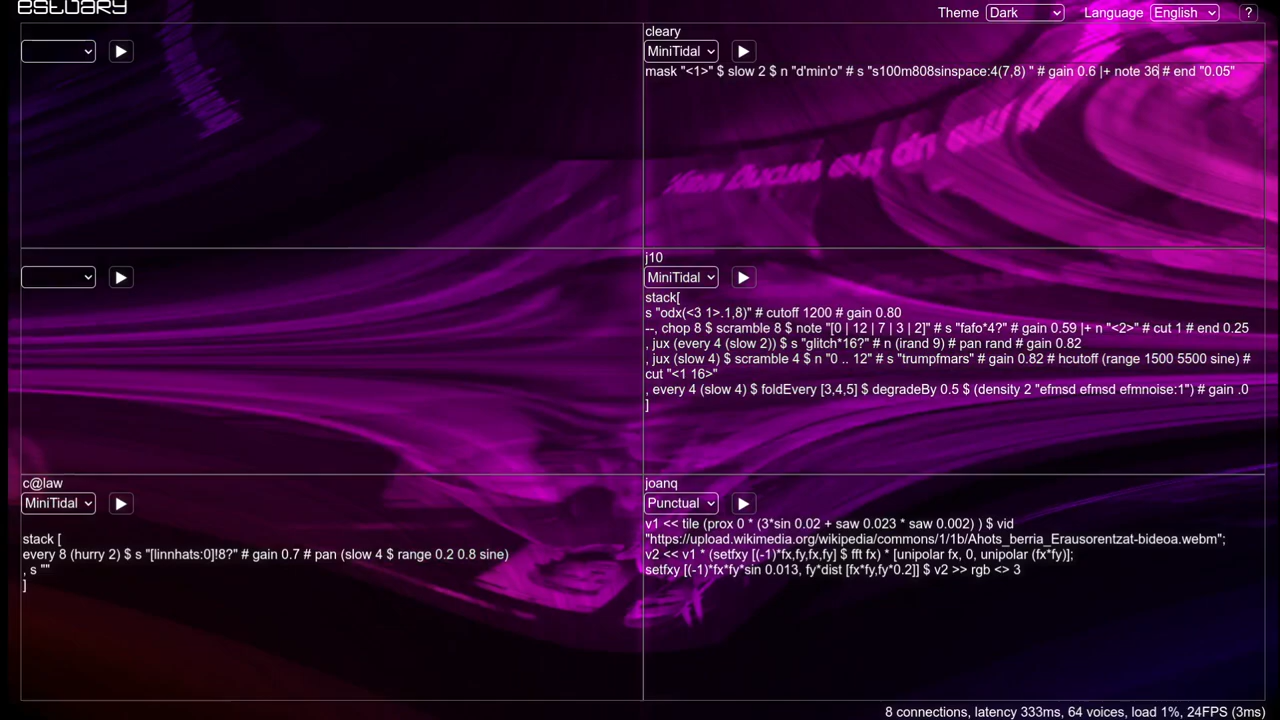 estuary
Theme Dark Language English ?
cleary
MiniTidal
mask "<1>" $ slow 2 $ n "d'min'o" # s "s100m808sinspace:4(7,8) " # gain 0.6 |+ note 36 # end "0.05"
j10
MiniTidal
stack[
s "odx(<3 1>.1,8)" # cutoff 1200 # gain 0.80
--, chop 8 $ scramble 8 $ note "[0 | 12 | 7 | 3 | 2]" # s "fafo*4?" # gain 0.59 |+ n "<2>" # cut 1 # end 0.25
, jux (every 4 (slow 2)) $ s "glitch*16?" # n (irand 9) # pan rand # gain 0.82
, jux (slow 4) $ scramble 4 $ n "0 .. 12" # s "trumpfmars" # gain 0.82 # hcutoff (range 1500 5500 sine) #
cut "<1 16>"
, every 4 (slow 4) $ foldEvery [3,4,5] $ degradeBy 0.5 $ (density 2 "efmsd efmsd efmnoise:1") # gain .0
]
c@law
MiniTidal
stack [
every 8 (hurry 2) $ s "[linnhats:0]!8?" # gain 0.7 # pan (slow 4 $ range 0.2 0.8 sine)
, s ""
]
joanq
Punctual
v1 << tile (prox 0 * (3*sin 0.02 + saw 0.023 * saw 0.002) ) $ vid
"https://upload.wikimedia.org/wikipedia/commons/1/1b/Ahots_berria_Erausorentzat-bideoa.webm";
v2 << v1 * (setfxy [(-1)*fx,fy,fx,fy] $ fft fx) * [unipolar fx, 0, unipolar (fx*fy)];
setfxy [(-1)*fx*fy*sin 0.013, fy*dist [fx*fy,fy*0.2]] $ v2 >> rgb <> 3
8 connections, latency 333ms, 64 voices, load 1%, 24FPS (3ms)